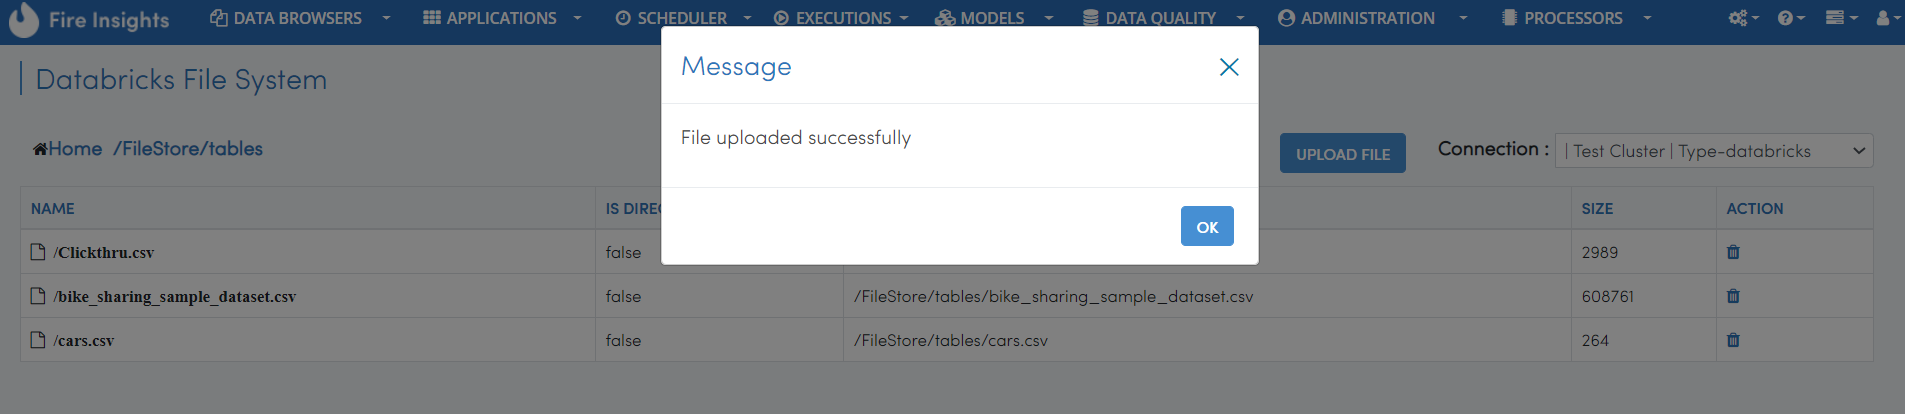 Fire Insights DATA BROWSERS APPLICATIONS SCHEDULER EXECUTIONS MODELS DATA QUALITY ADMINISTRATION PROCESSORS
Message
Databricks File System
File uploaded successfully
Home /FileStore/tables UPLOAD FILE Connection : | Test Cluster | Type-databricks
NAME IS DIREC SIZE ACTION
OK
/Clickthru.csv false 2989
/bike_sharing_sample_dataset.csv false /FileStore/tables/bike_sharing_sample_dataset.csv 608761
/cars.csv false /FileStore/tables/cars.csv 264